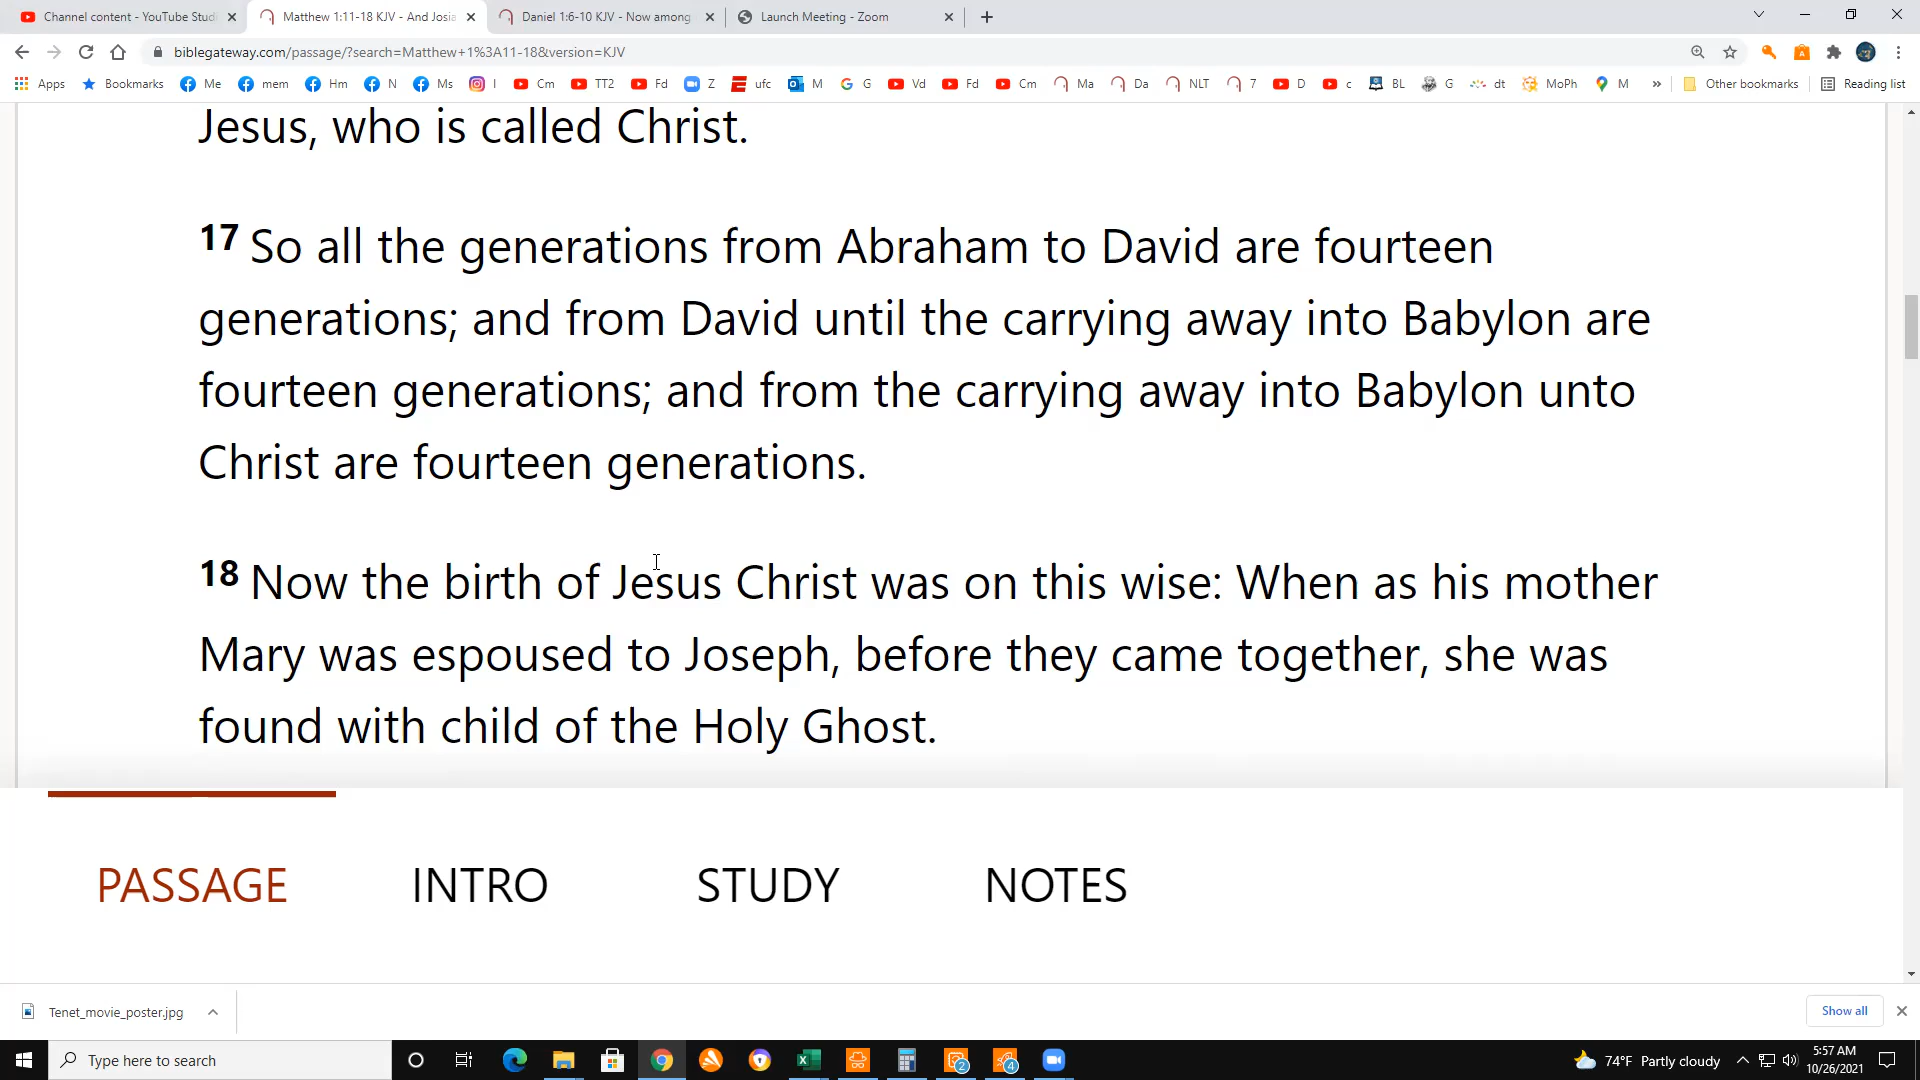 Channel content - YouTube Studi
Matthew 1:11-18 KJV - And Josia
Daniel 1:6-10 KJV - Now among
Launch Meeting - Zoom
biblegateway.com/passage/?search=Matthew+1%3A11-18&version=KJV
Apps Bookmarks Me mem Hm N Ms I Cm TT2 Fd Z ufc M G Vd Fd Cm Ma Da NLT 7 D c BL G dt MoPh M » Other bookmarks Reading list
Jesus, who is called Christ.
17 So all the generations from Abraham to David are fourteen
generations; and from David until the carrying away into Babylon are
fourteen generations; and from the carrying away into Babylon unto
Christ are fourteen generations.
18 Now the birth of Jesus Christ was on this wise: When as his mother
Mary was espoused to Joseph, before they came together, she was
found with child of the Holy Ghost.
PASSAGE INTRO STUDY NOTES
Tenet_movie_poster.jpg
Show all
Type here to search
2
4
74°F Partly cloudy
5:57 AM
10/26/2021